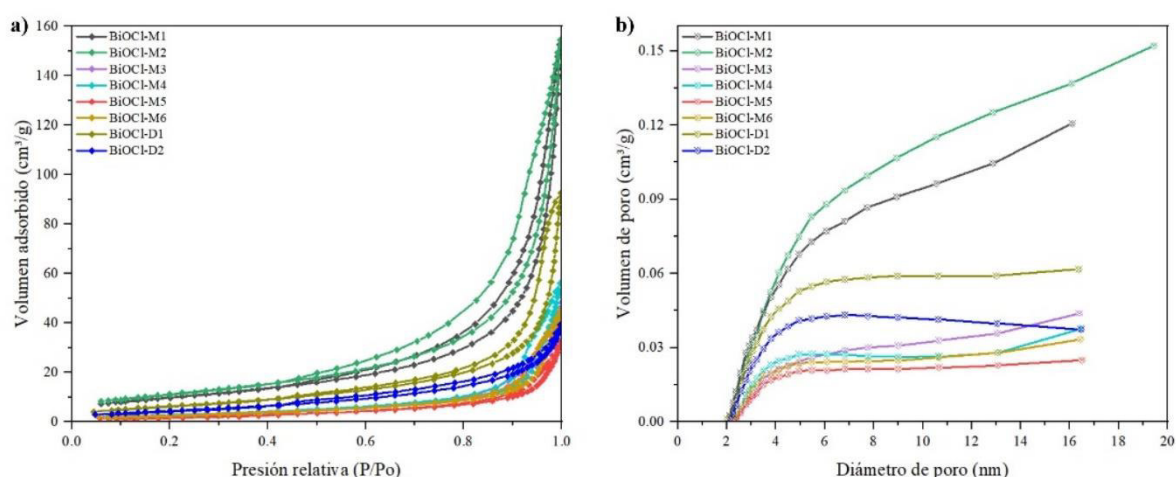 a)
160
140
120
100
80
60
40
20
0
Volumen adsorbido (cm³/g)
BiOCl-M1
BiOCl-M2
BiOCl-M3
BiOCl-M4
BiOCl-M5
BiOCl-M6
BiOCl-D1
BiOCl-D2
0.0 0.2 0.4 0.6 0.8 1.0
Presión relativa (P/Po)
b)
0.15
0.12
0.09
0.06
0.03
0.00
Volumen de poro (cm³/g)
BiOCl-M1
BiOCl-M2
BiOCl-M3
BiOCl-M4
BiOCl-M5
BiOCl-M6
BiOCl-D1
BiOCl-D2
0 2 4 6 8 10 12 14 16 18 20
Diámetro de poro (nm)